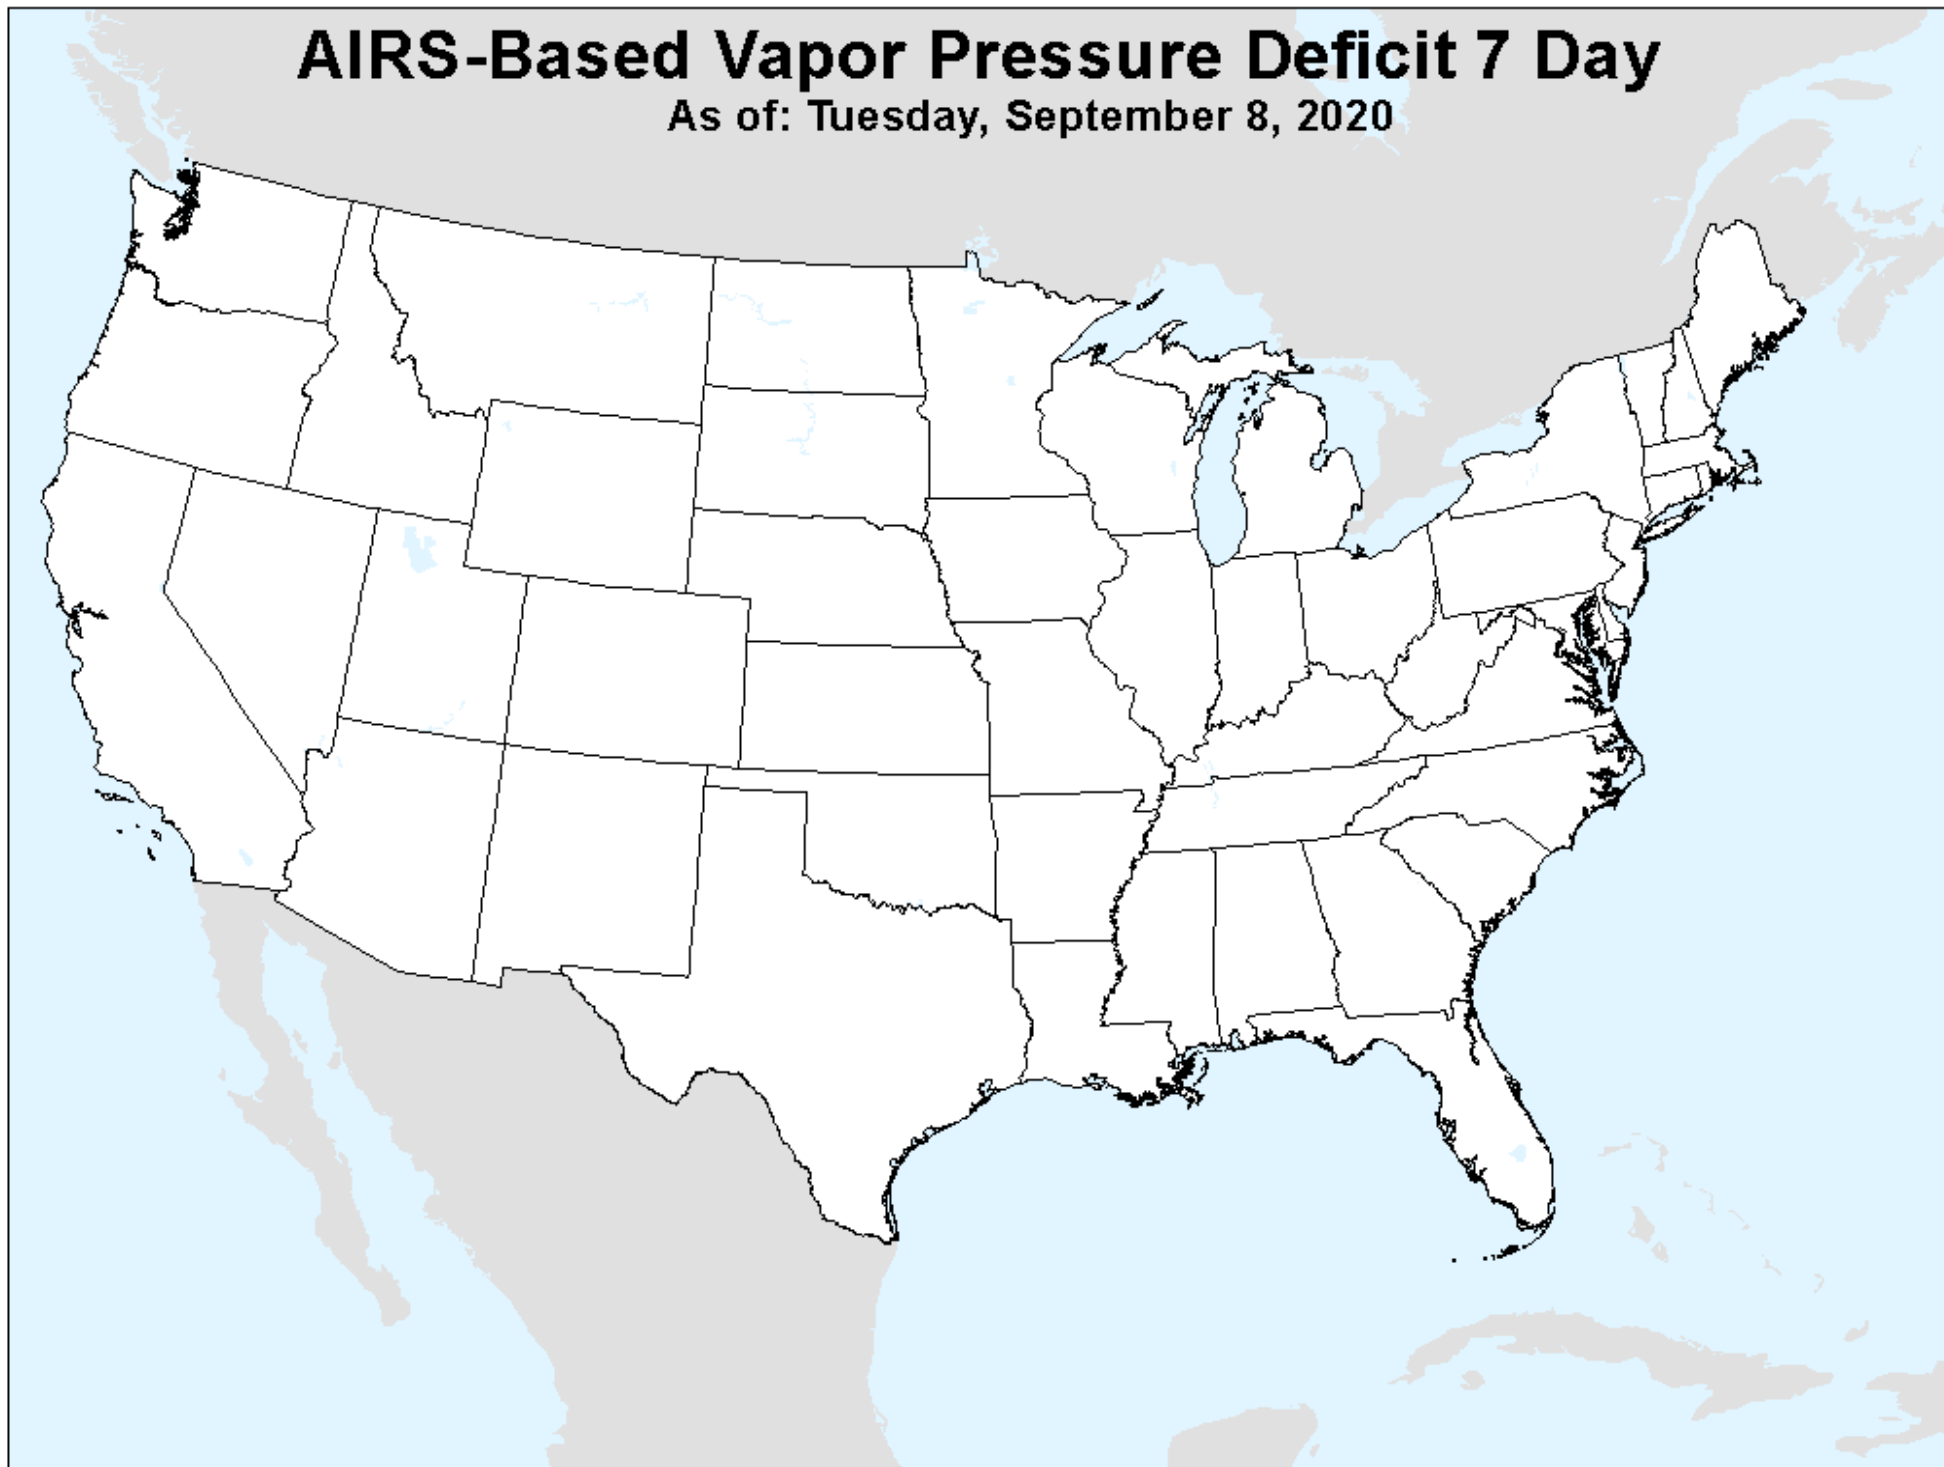 AIRS-Based Vapor Pressure Deficit 7 Day
As of: Tuesday, September 8, 2020